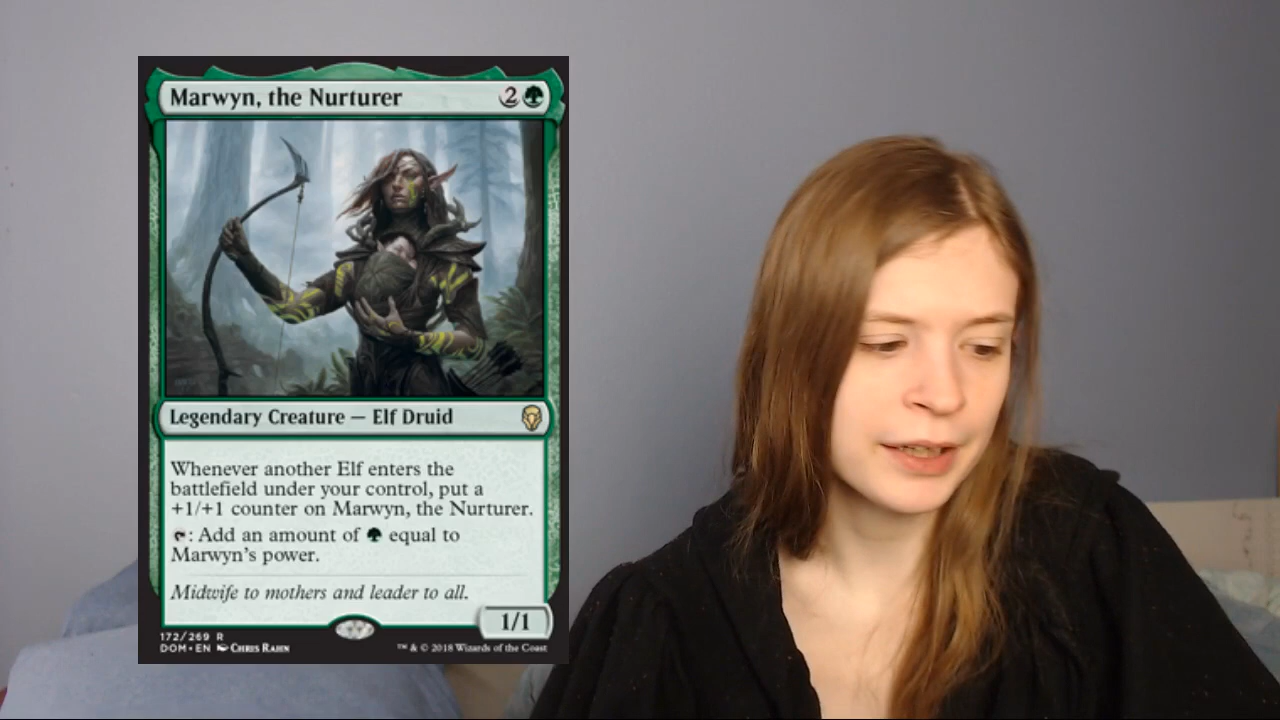 Marwyn, the Nurturer 2
Legendary Creature — Elf Druid
Whenever another Elf enters the
battlefield under your control, put a
+1/+1 counter on Marwyn, the Nurturer.
: Add an amount of equal to
Marwyn's power.
Midwife to mothers and leader to all.
1/1
172/269 R
DOM • EN Chris Rahn
™ & © 2018 Wizards of the Coast